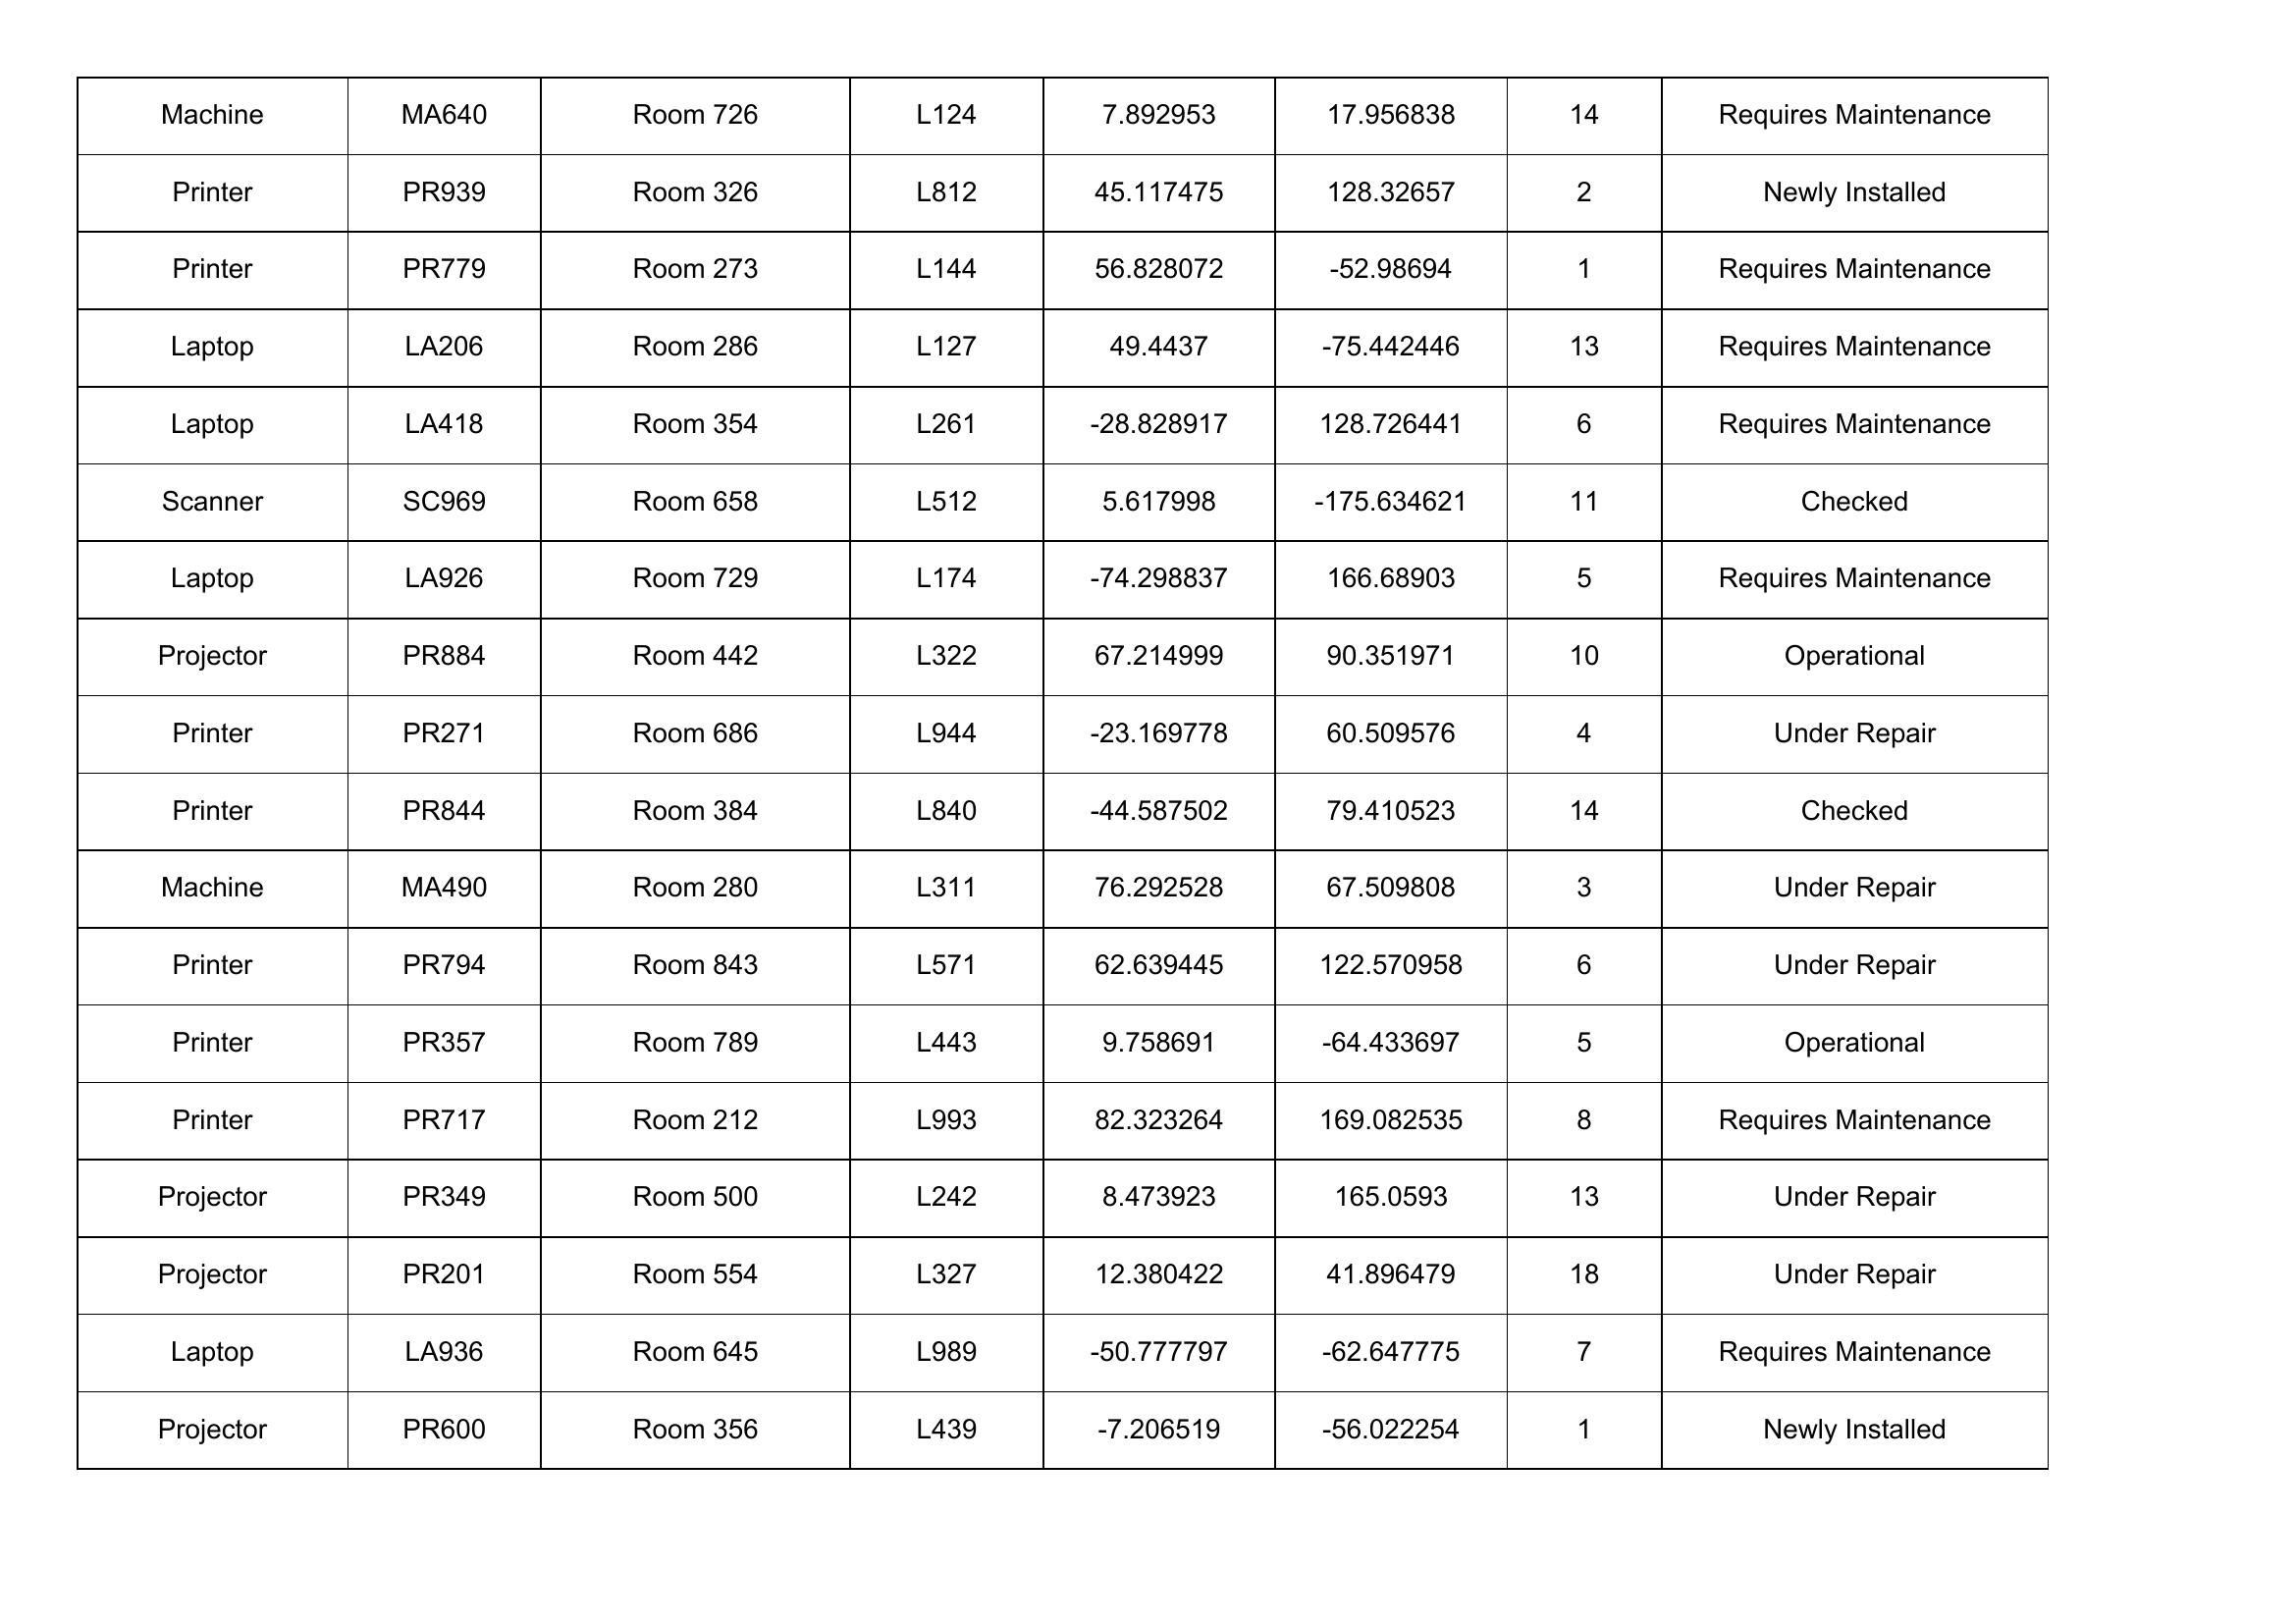 Machine MA640 Room 726 L124 7.892953 17.956838 14 Requires Maintenance
Printer PR939 Room 326 L812 45.117475 128.32657 2 Newly Installed
Printer PR779 Room 273 L144 56.828072 -52.98694 1 Requires Maintenance
Laptop LA206 Room 286 L127 49.4437 -75.442446 13 Requires Maintenance
Laptop LA418 Room 354 L261 -28.828917 128.726441 6 Requires Maintenance
Scanner SC969 Room 658 L512 5.617998 -175.634621 11 Checked
Laptop LA926 Room 729 L174 -74.298837 166.68903 5 Requires Maintenance
Projector PR884 Room 442 L322 67.214999 90.351971 10 Operational
Printer PR271 Room 686 L944 -23.169778 60.509576 4 Under Repair
Printer PR844 Room 384 L840 -44.587502 79.410523 14 Checked
Machine MA490 Room 280 L311 76.292528 67.509808 3 Under Repair
Printer PR794 Room 843 L571 62.639445 122.570958 6 Under Repair
Printer PR357 Room 789 L443 9.758691 -64.433697 5 Operational
Printer PR717 Room 212 L993 82.323264 169.082535 8 Requires Maintenance
Projector PR349 Room 500 L242 8.473923 165.0593 13 Under Repair
Projector PR201 Room 554 L327 12.380422 41.896479 18 Under Repair
Laptop LA936 Room 645 L989 -50.777797 -62.647775 7 Requires Maintenance
Projector PR600 Room 356 L439 -7.206519 -56.022254 1 Newly Installed